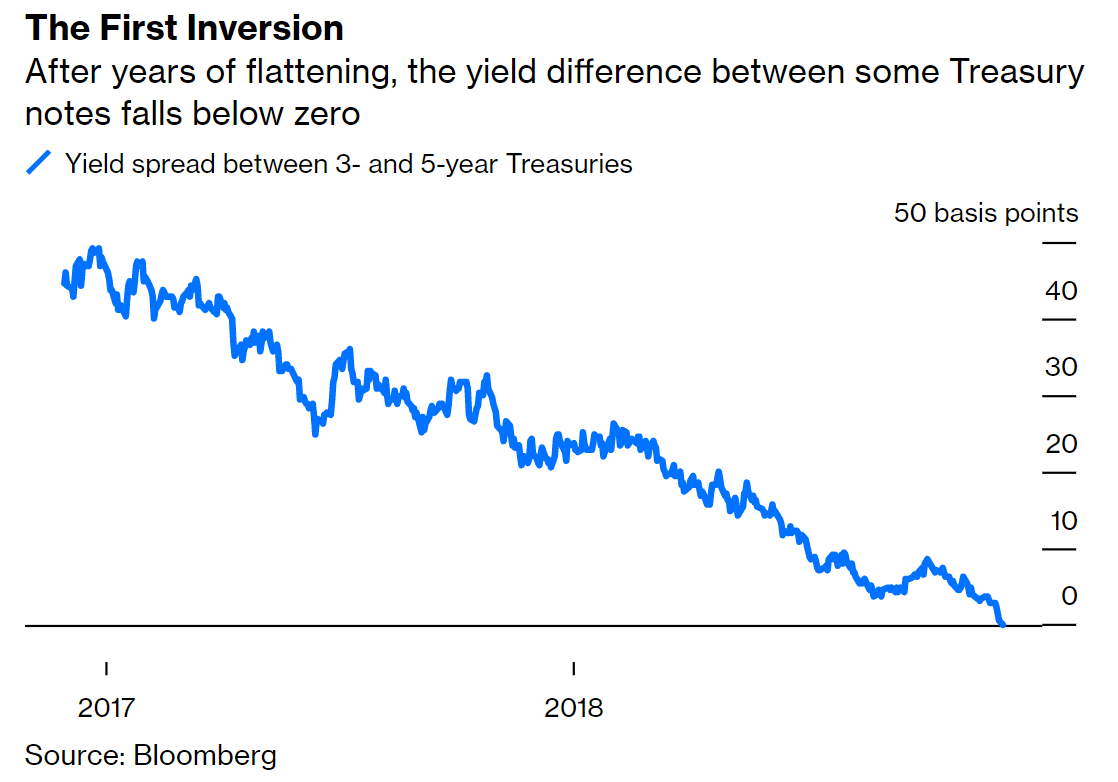 The First Inversion
After years of flattening, the yield difference between some Treasury
notes falls below zero
Yield spread between 3- and 5-year Treasuries
50 basis points
40
30
20
10
0
2017
2018
Source: Bloomberg